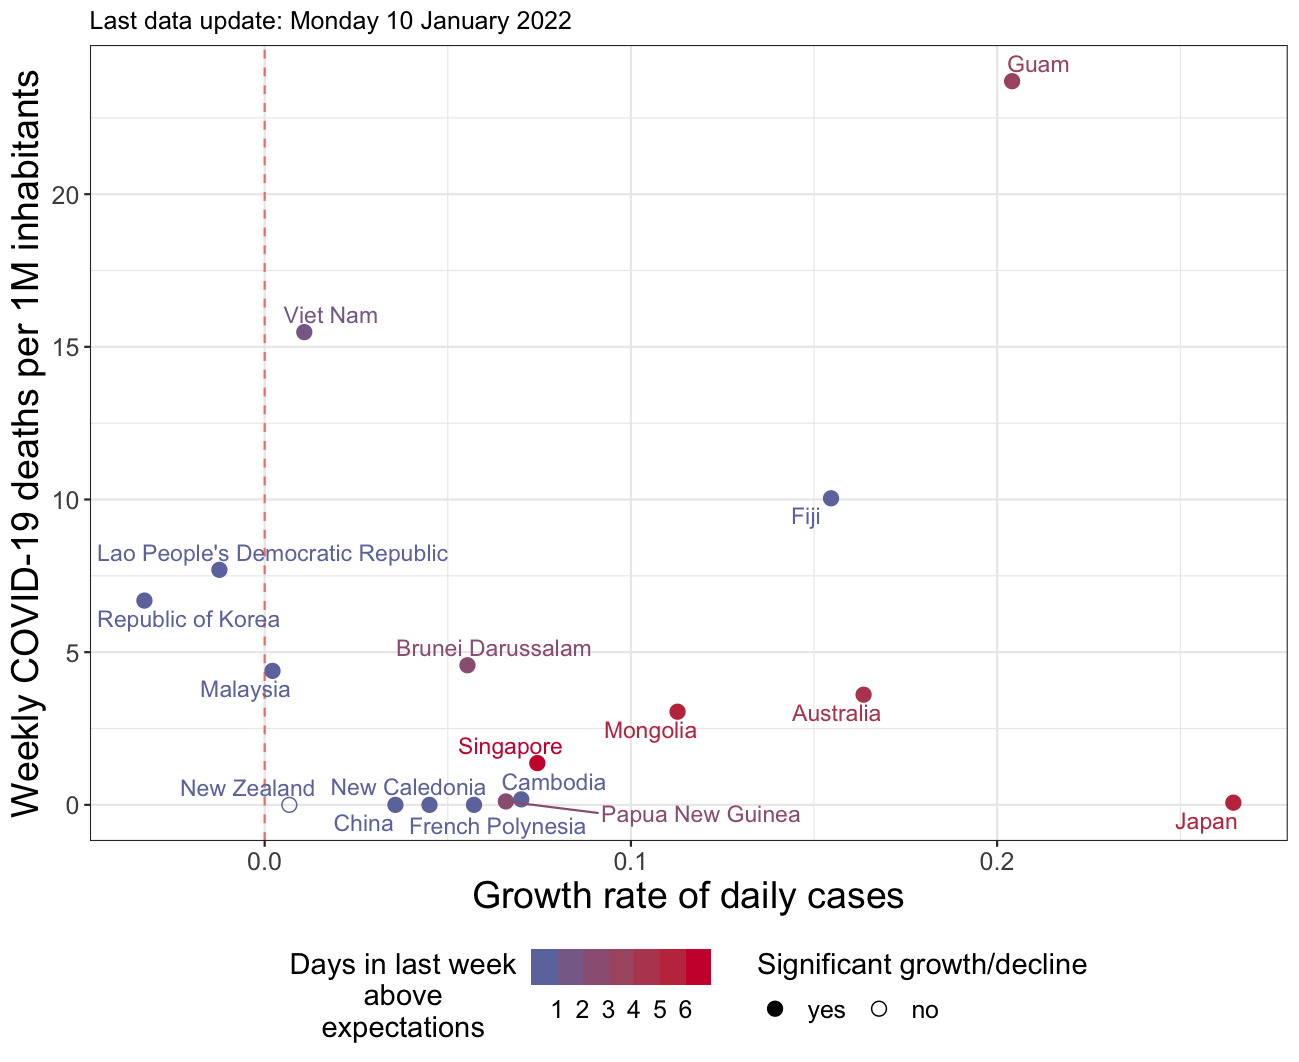 Last data update: Monday 10 January 2022
Weekly COVID-19 deaths per 1M inhabitants
20
15
10
5
0
Guam
Viet Nam
Fiji
Lao People's Democratic Republic
Republic of Korea
Brunei Darussalam
Malaysia
Australia
Mongolia
Singapore
New Zealand
New Caledonia
Cambodia
Papua New Guinea
China
French Polynesia
Japan
0.0
0.1
0.2
Growth rate of daily cases
Days in last week
above
expectations
1 2 3 4 5 6
Significant growth/decline
yes
no